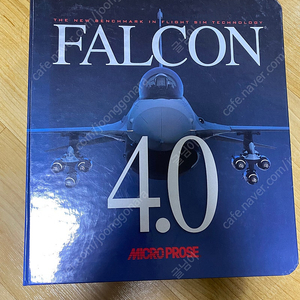 THE NEW BENCHMARK IN FLIGHT SIM TECHNOLOGY
FALCON
4.0
MICRO PROSE